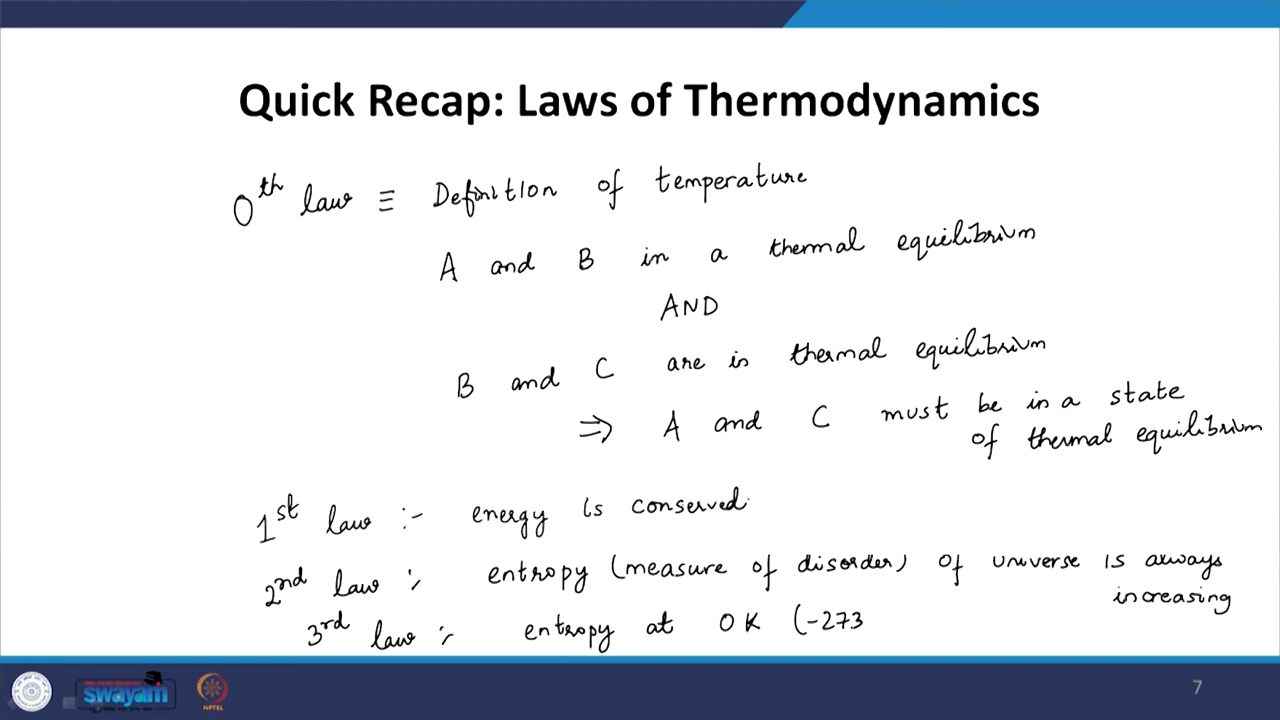 Quick Recap: Laws of Thermodynamics
0th law ≡ Definition of temperature
A and B in a thermal equilibrium
AND
B and C are in thermal equilibrium
⇒ A and C must be in a state
of thermal equilibrium
1st law :- energy is conserved.
2nd law :- entropy (measure of disorder) of universe is always
increasing
3rd law :- entropy at 0 K (-273
swayam
NPTEL
7